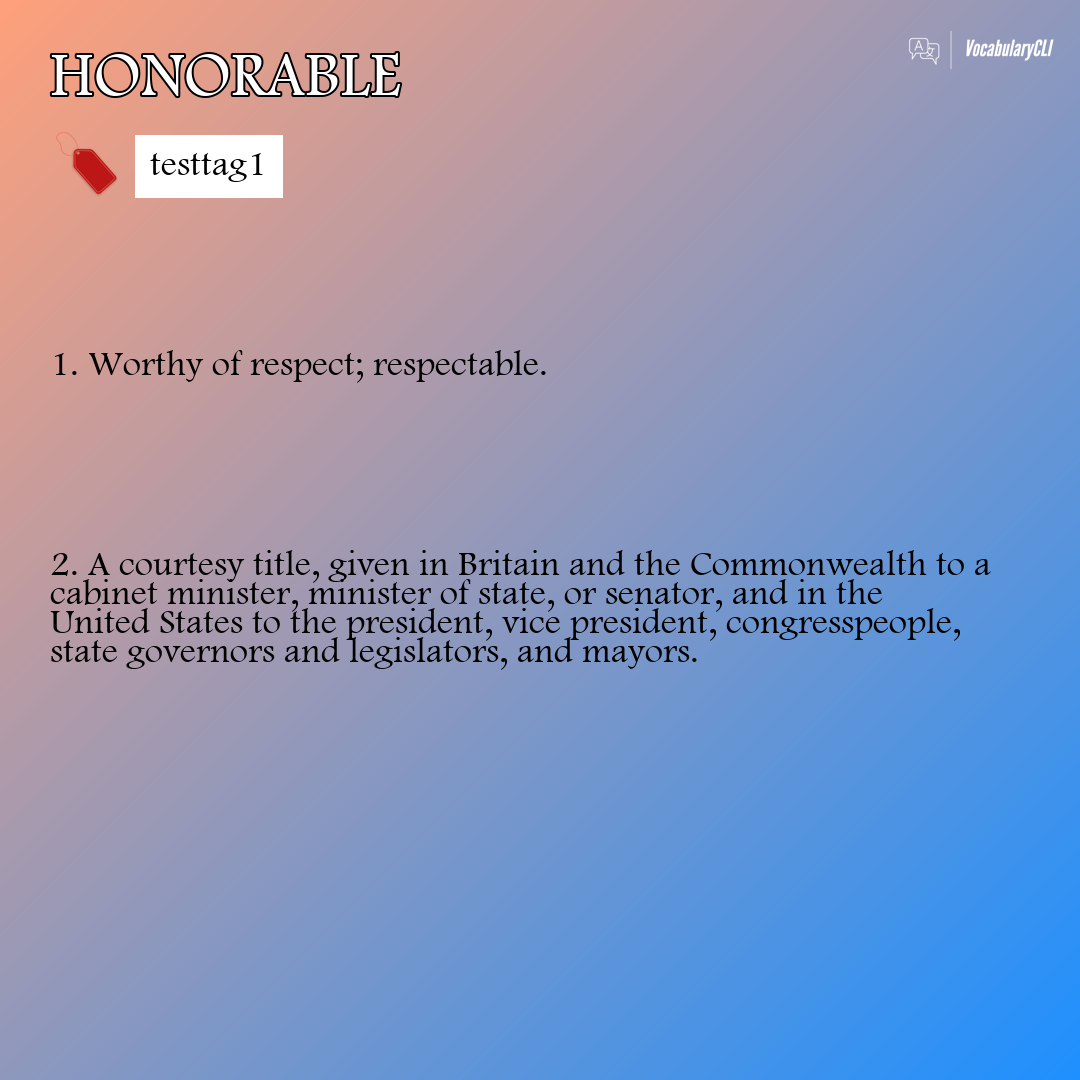 HONORABLE
VocabularyCLI
testtag1
1. Worthy of respect; respectable.
2. A courtesy title, given in Britain and the Commonwealth to a
cabinet minister, minister of state, or senator, and in the
United States to the president, vice president, congresspeople,
state governors and legislators, and mayors.